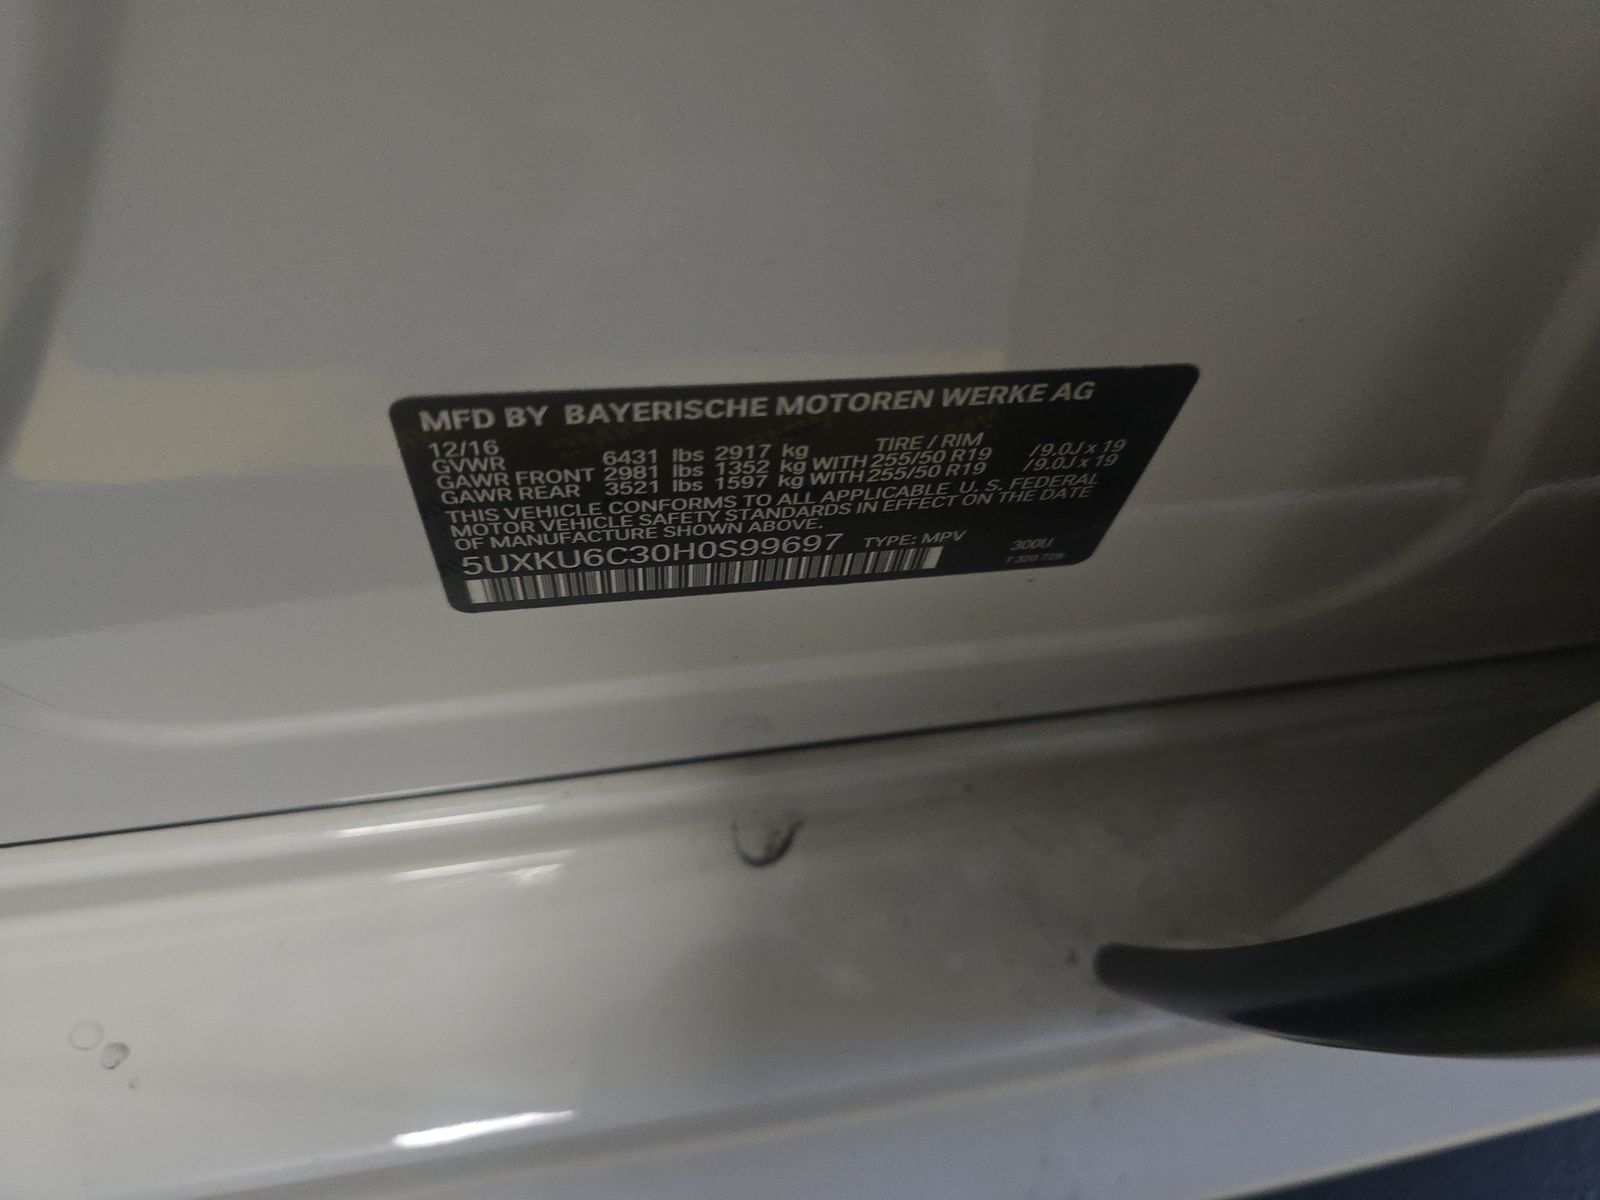 MFD BY BAYERISCHE MOTOREN WERKE AG
12/16 TIRE / RIM
GVWR 6431 lbs 2917 kg
GAWR FRONT 2981 lbs 1352 kg WITH 255/50 R19 /9.0J x 19
GAWR REAR 3521 lbs 1597 kg WITH 255/50 R19 /9.0J x 19
THIS VEHICLE CONFORMS TO ALL APPLICABLE U. S. FEDERAL
MOTOR VEHICLE SAFETY STANDARDS IN EFFECT ON THE DATE
OF MANUFACTURE SHOWN ABOVE.
5UXKU6C30H0S99697 TYPE: MPV 300U
7 320 729